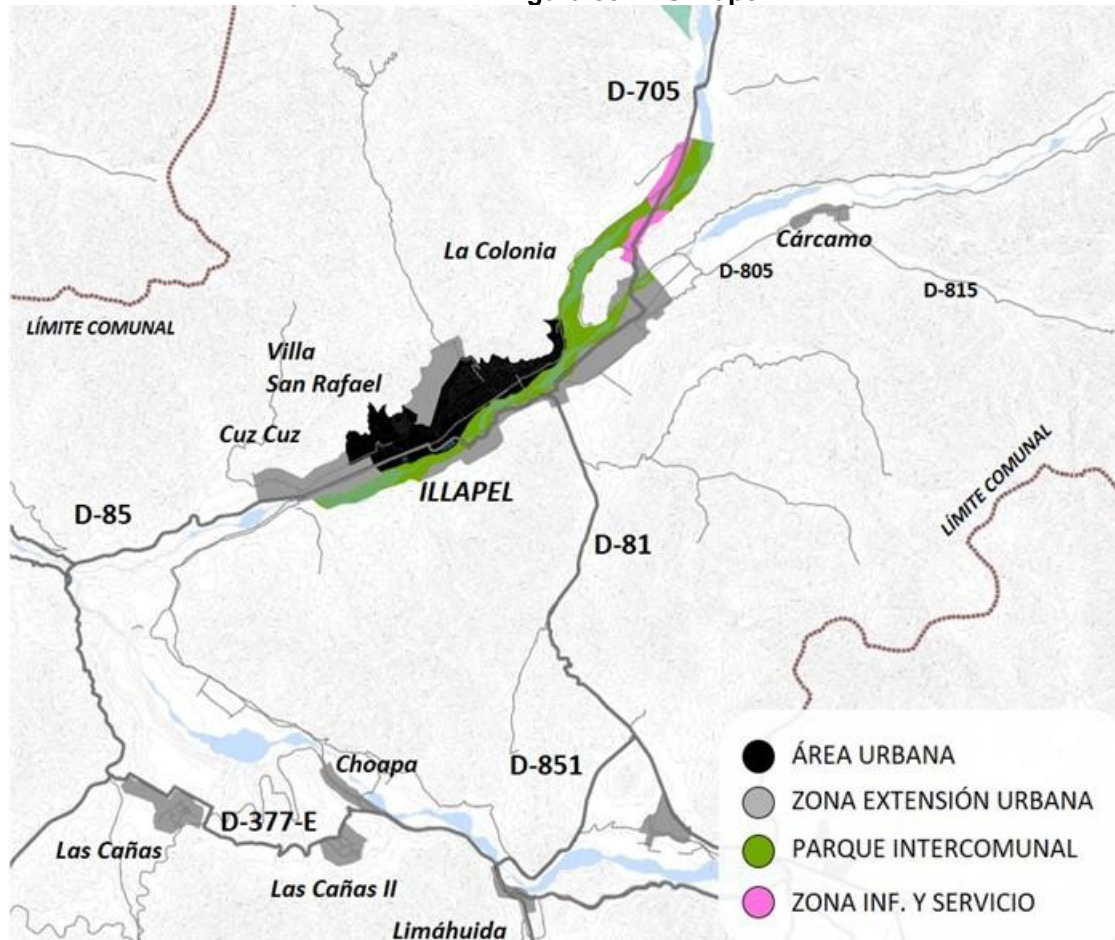 D-705
La Colonia
Cárcamo
D-805
D-815
LÍMITE COMUNAL
Villa
San Rafael
Cuz Cuz
LÍMITE COMUNAL
ILLAPEL
D-85
D-81
Choapa
D-851
D-377-E
Las Cañas
Las Cañas II
Limáhuida
ÁREA URBANA
ZONA EXTENSIÓN URBANA
PARQUE INTERCOMUNAL
ZONA INF. Y SERVICIO